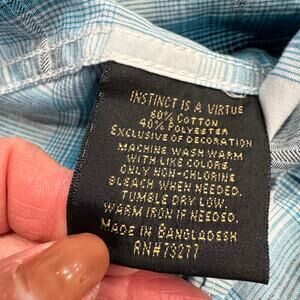 INSTINCT IS A VIRTUE
60% COTTON
40% POLYESTER
EXCLUSIVE OF DECORATION
MACHINE WASH WARM
WITH LIKE COLORS
ONLY NON-CHLORINE
BLEACH WHEN NEEDED.
TUMBLE DRY LOW.
WARM IRON IF NEEDED.
MADE IN BANGLADESH
RN#73277